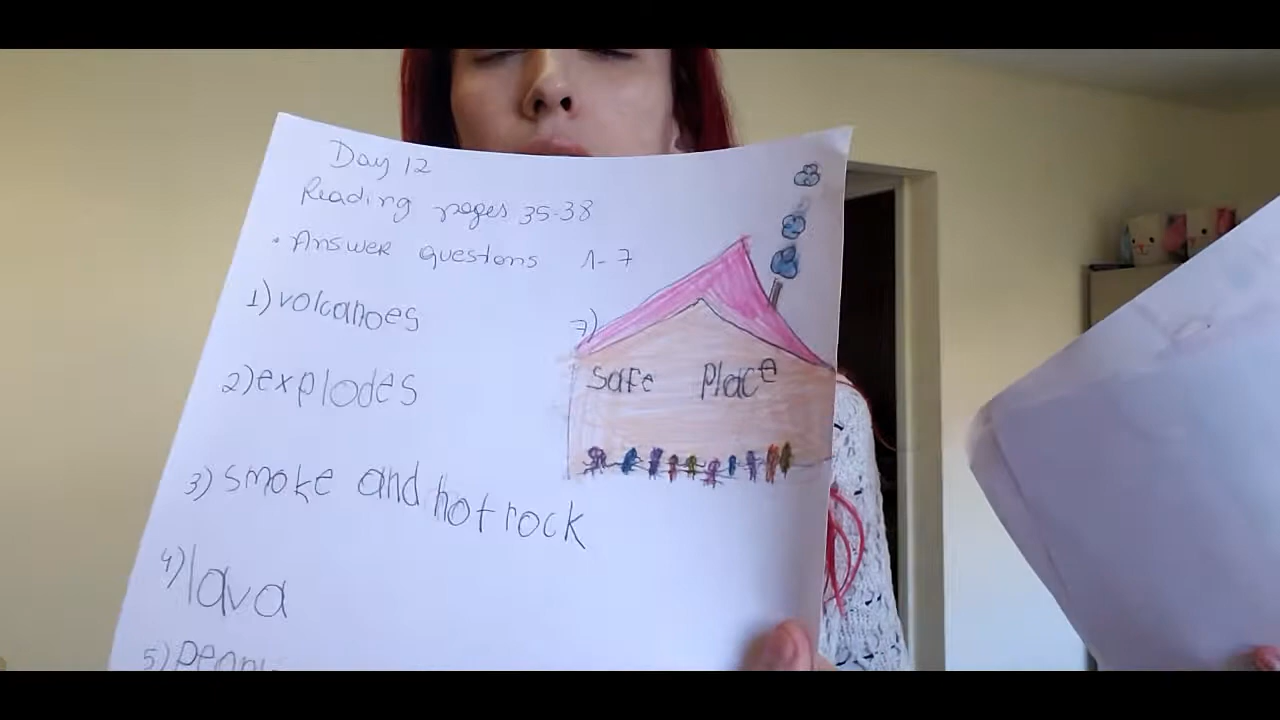 Day 12
Reading pages 35-38
• Answer questions 1-7
1) volcanoes
2) explodes
3) smoke and hot rock
4) lava
5)
7)
Safe Place